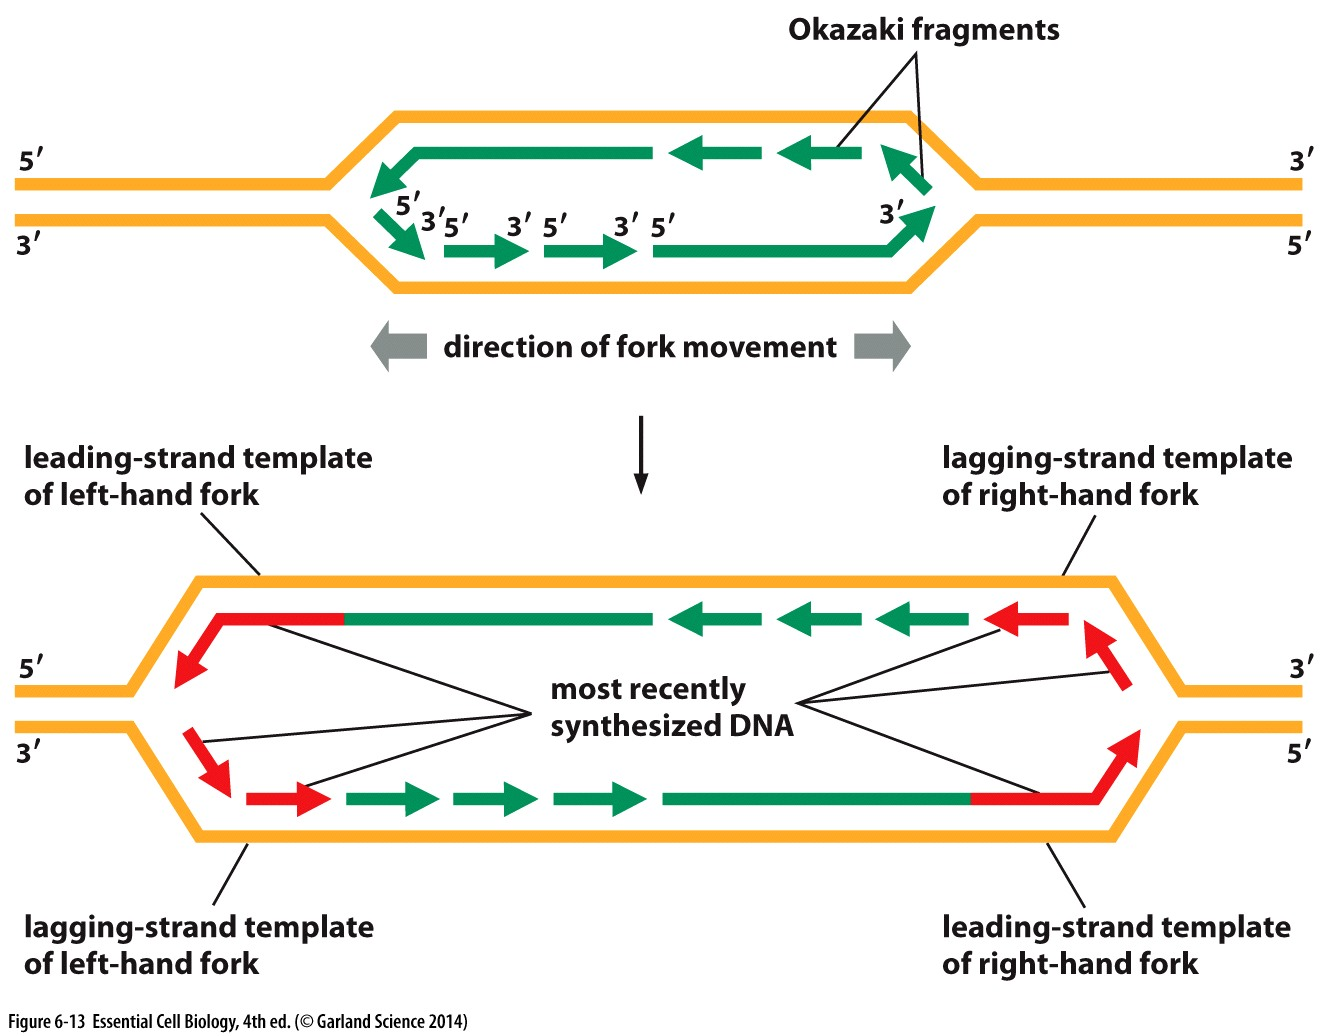 Okazaki fragments
5′
3′
5′
3′
5′
3′
5′
3′
5′
3′
3′
5′
direction of fork movement
leading-strand template
of left-hand fork
lagging-strand template
of right-hand fork
5′
3′
most recently
synthesized DNA
3′
5′
lagging-strand template
of left-hand fork
leading-strand template
of right-hand fork
Figure 6-13 Essential Cell Biology, 4th ed. (© Garland Science 2014)